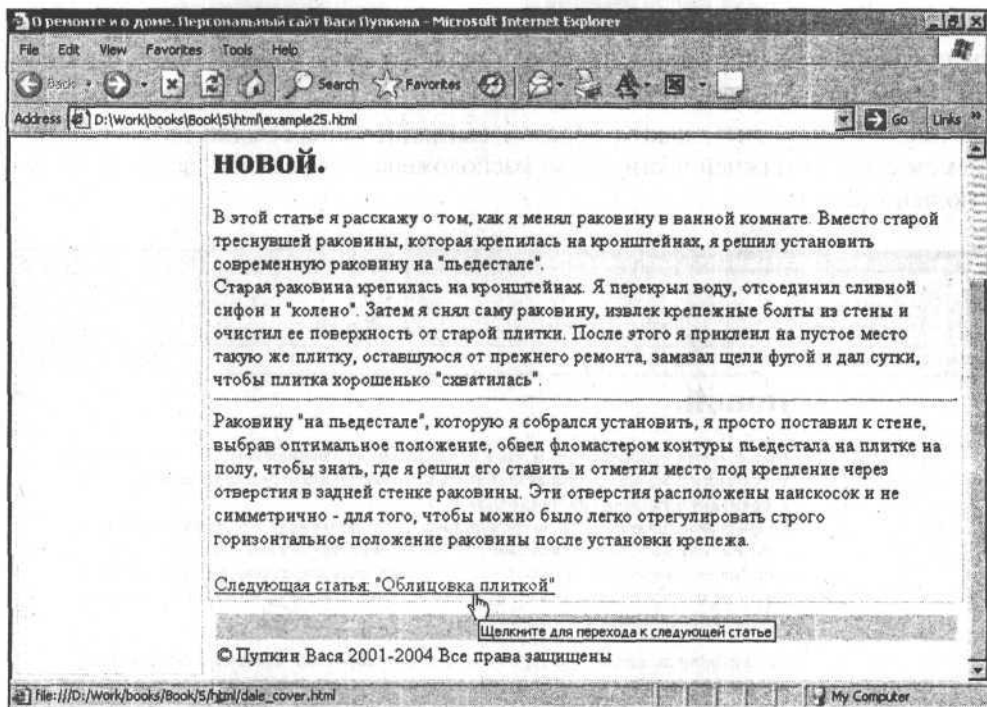 О ремонте и о доме. Персональный сайт Васи Пупкина - Microsoft Internet Explorer
File Edit View Favorites Tools Help
Back Search Favorites
Address D:\Work\books\Book\5\html\example25.html Go Links »
новой.
В этой статье я расскажу о том, как я менял раковину в ванной комнате. Вместо старой
треснувшей раковины, которая крепилась на кронштейнах, я решил установить
современную раковину на "пьедестале".
Старая раковина крепилась на кронштейнах. Я перекрыл воду, отсоединил сливной
сифон и "колено". Затем я снял саму раковину, извлек крепежные болты из стены и
очистил ее поверхность от старой плитки. После этого я приклеил на пустое место
такую же плитку, оставшуюся от прежнего ремонта, замазал щели фугой и дал сутки,
чтобы плитка хорошенько "схватилась".
Раковину "на пьедестале", которую я собрался установить, я просто поставил к стене,
выбрав оптимальное положение, обвел фломастером контуры пьедестала на плитке на
полу, чтобы знать, где я решил его ставить и отметил место под крепление через
отверстия в задней стенке раковины. Эти отверстия расположены наискосок и не
симметрично - для того, чтобы можно было легко отрегулировать строго
горизонтальное положение раковины после установки крепежа.
Следующая статья: "Облицовка плиткой"
Щелкните для перехода к следующей статье
© Пупкин Вася 2001-2004 Все права защищены
file:///D:/Work/books/Book/5/html/dale_cover.html My Computer